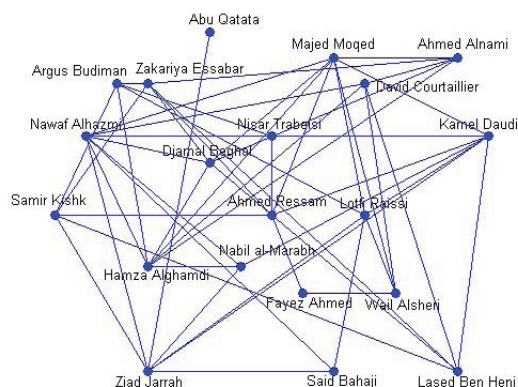 Abu Qatata
Majed Moqed
Ahmed Alnami
Argus Budiman
Zakariya Essabar
David Courtaillier
Nawaf Alhazmi
Nisar Trabelsi
Kamel Daudi
Djamal Beghal
Samir Kishk
Ahmed Ressam
Lotfi Raissi
Nabil al-Marabh
Hamza Alghamdi
Fayez Ahmed
Wail Alsheri
Ziad Jarrah
Said Bahaji
Lased Ben Heni